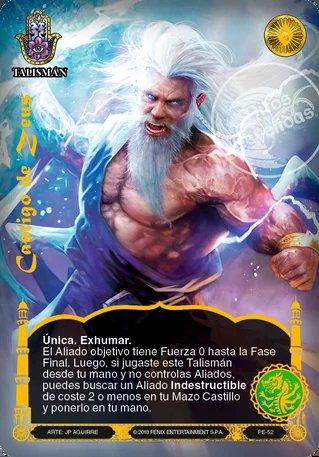 TALISMÁN
Castigo de Zeus
Única. Exhumar.
El Aliado objetivo tiene Fuerza 0 hasta la Fase
Final. Luego, si jugaste este Talismán
desde tu mano y no controlas Aliados,
puedes buscar un Aliado Indestructible
de coste 2 o menos en tu Mazo Castillo
y ponerlo en tu mano.
ARTE: JP AGUIRRE
© 2018 FENIX ENTERTAINMENT S.P.A.
PE-52